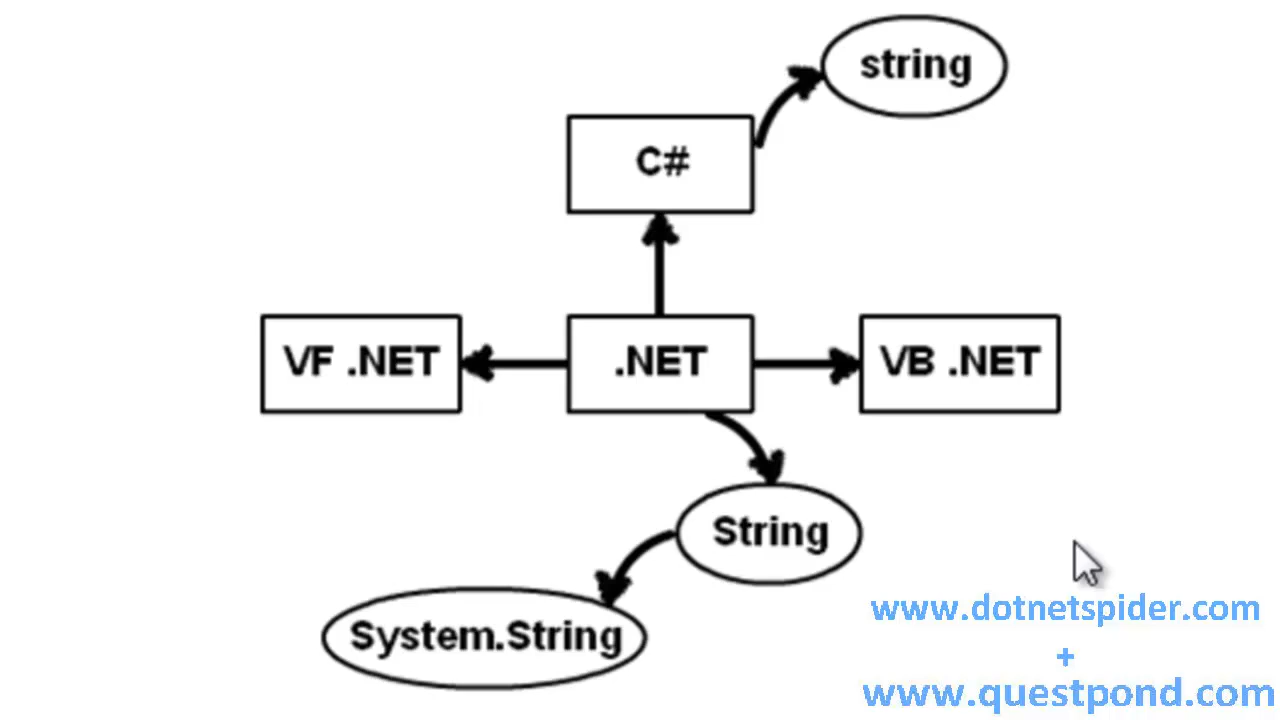 string
C#
VF .NET
.NET
VB .NET
String
System.String
www.dotnetspider.com
+
www.questpond.com